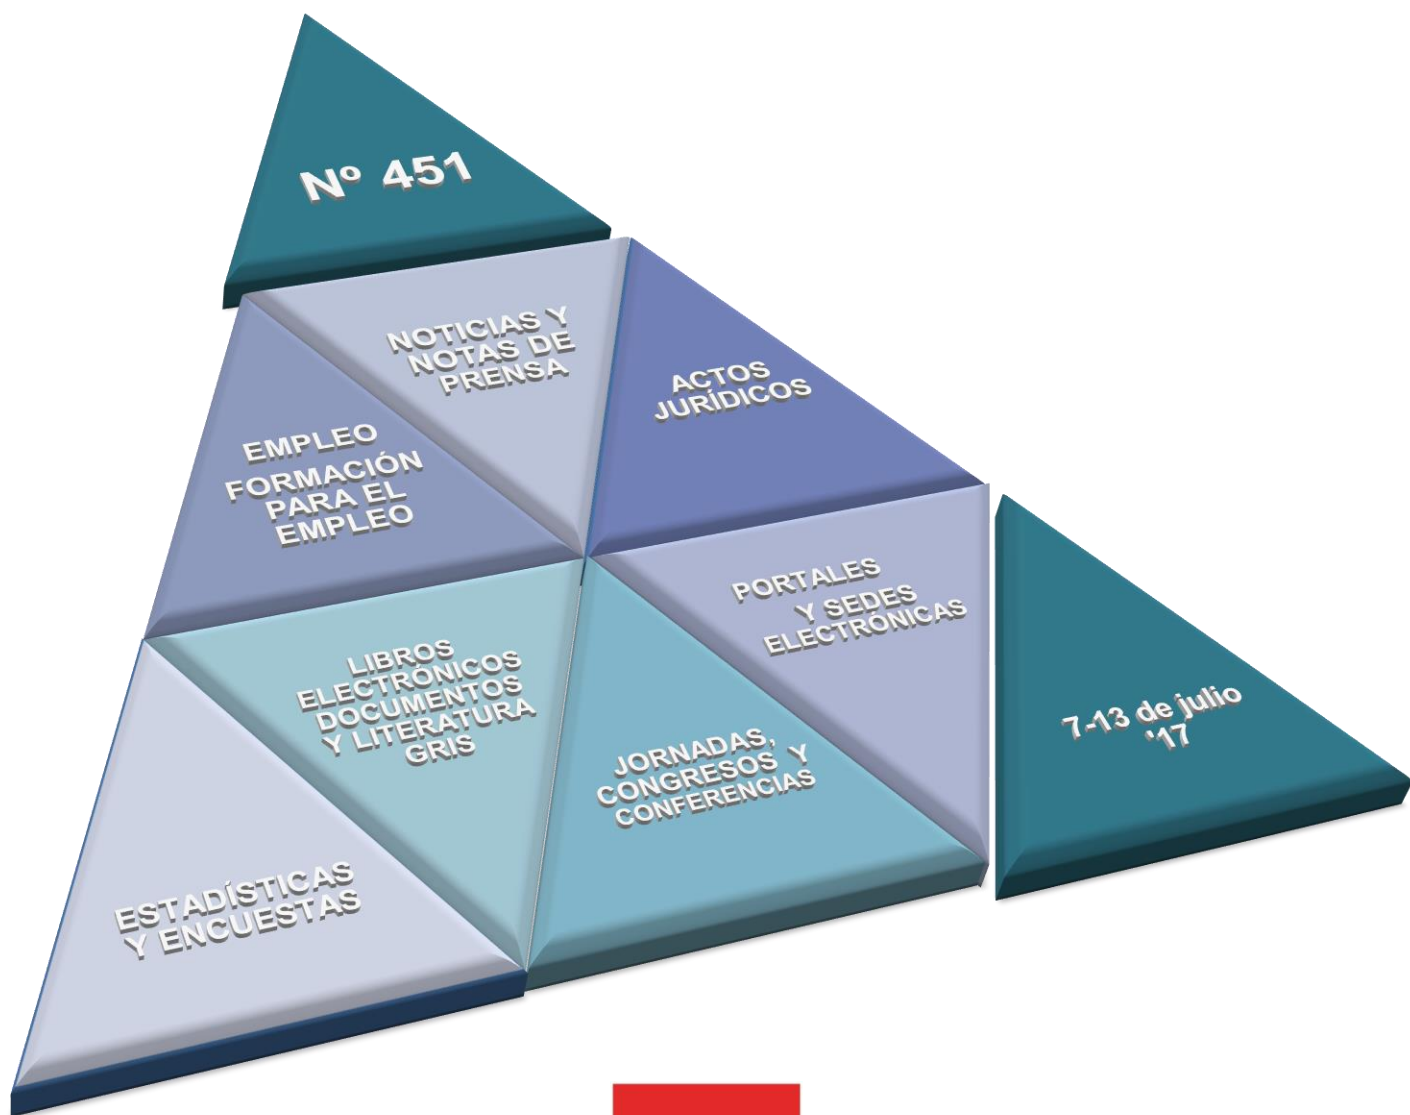 Nº 451
NOTICIAS Y
NOTAS DE
PRENSA
ACTOS
JURÍDICOS
EMPLEO
FORMACIÓN
PARA EL
EMPLEO
PORTALES
Y SEDES
ELECTRÓNICAS
LIBROS
ELECTRÓNICOS
DOCUMENTOS
Y LITERATURA
GRIS
JORNADAS,
CONGRESOS Y
CONFERENCIAS
7-13 de julio
'17
ESTADÍSTICAS
Y ENCUESTAS